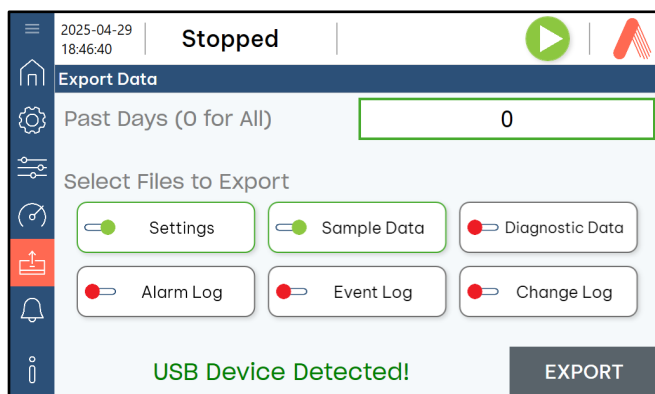 2025-04-29
18:46:40
Stopped
Export Data
Past Days (0 for All)
0
Select Files to Export
Settings
Sample Data
Diagnostic Data
Alarm Log
Event Log
Change Log
USB Device Detected!
EXPORT